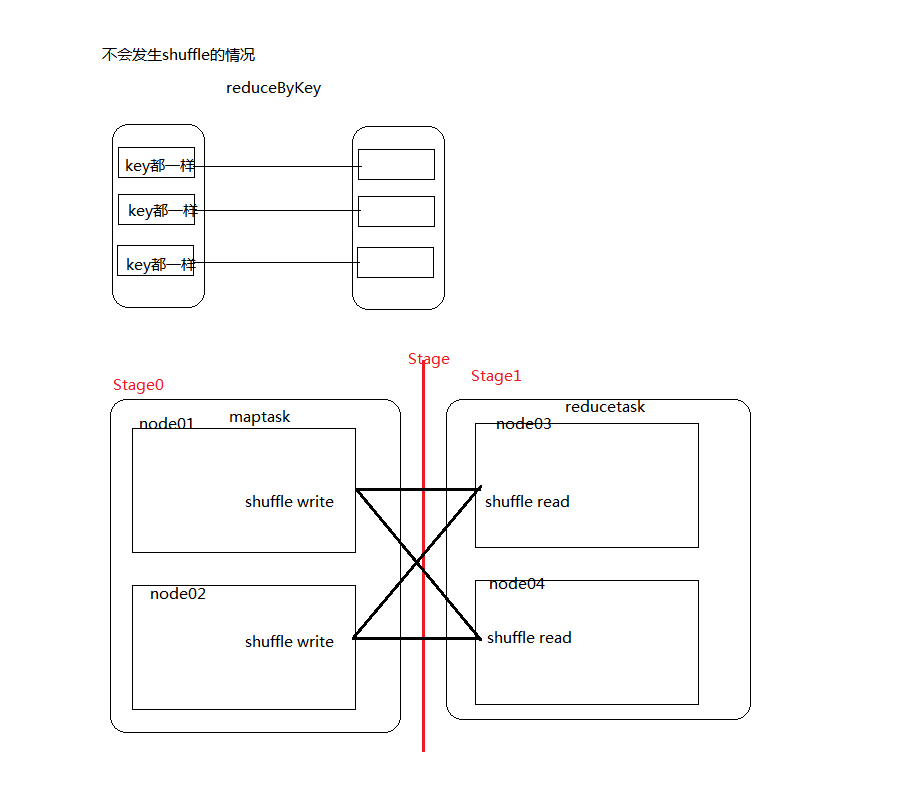 不会发生shuffle的情况
reduceByKey
key都一样
key都一样
key都一样
Stage
Stage0
Stage1
maptask
reducetask
node01
node03
shuffle write
shuffle read
node02
node04
shuffle write
shuffle read